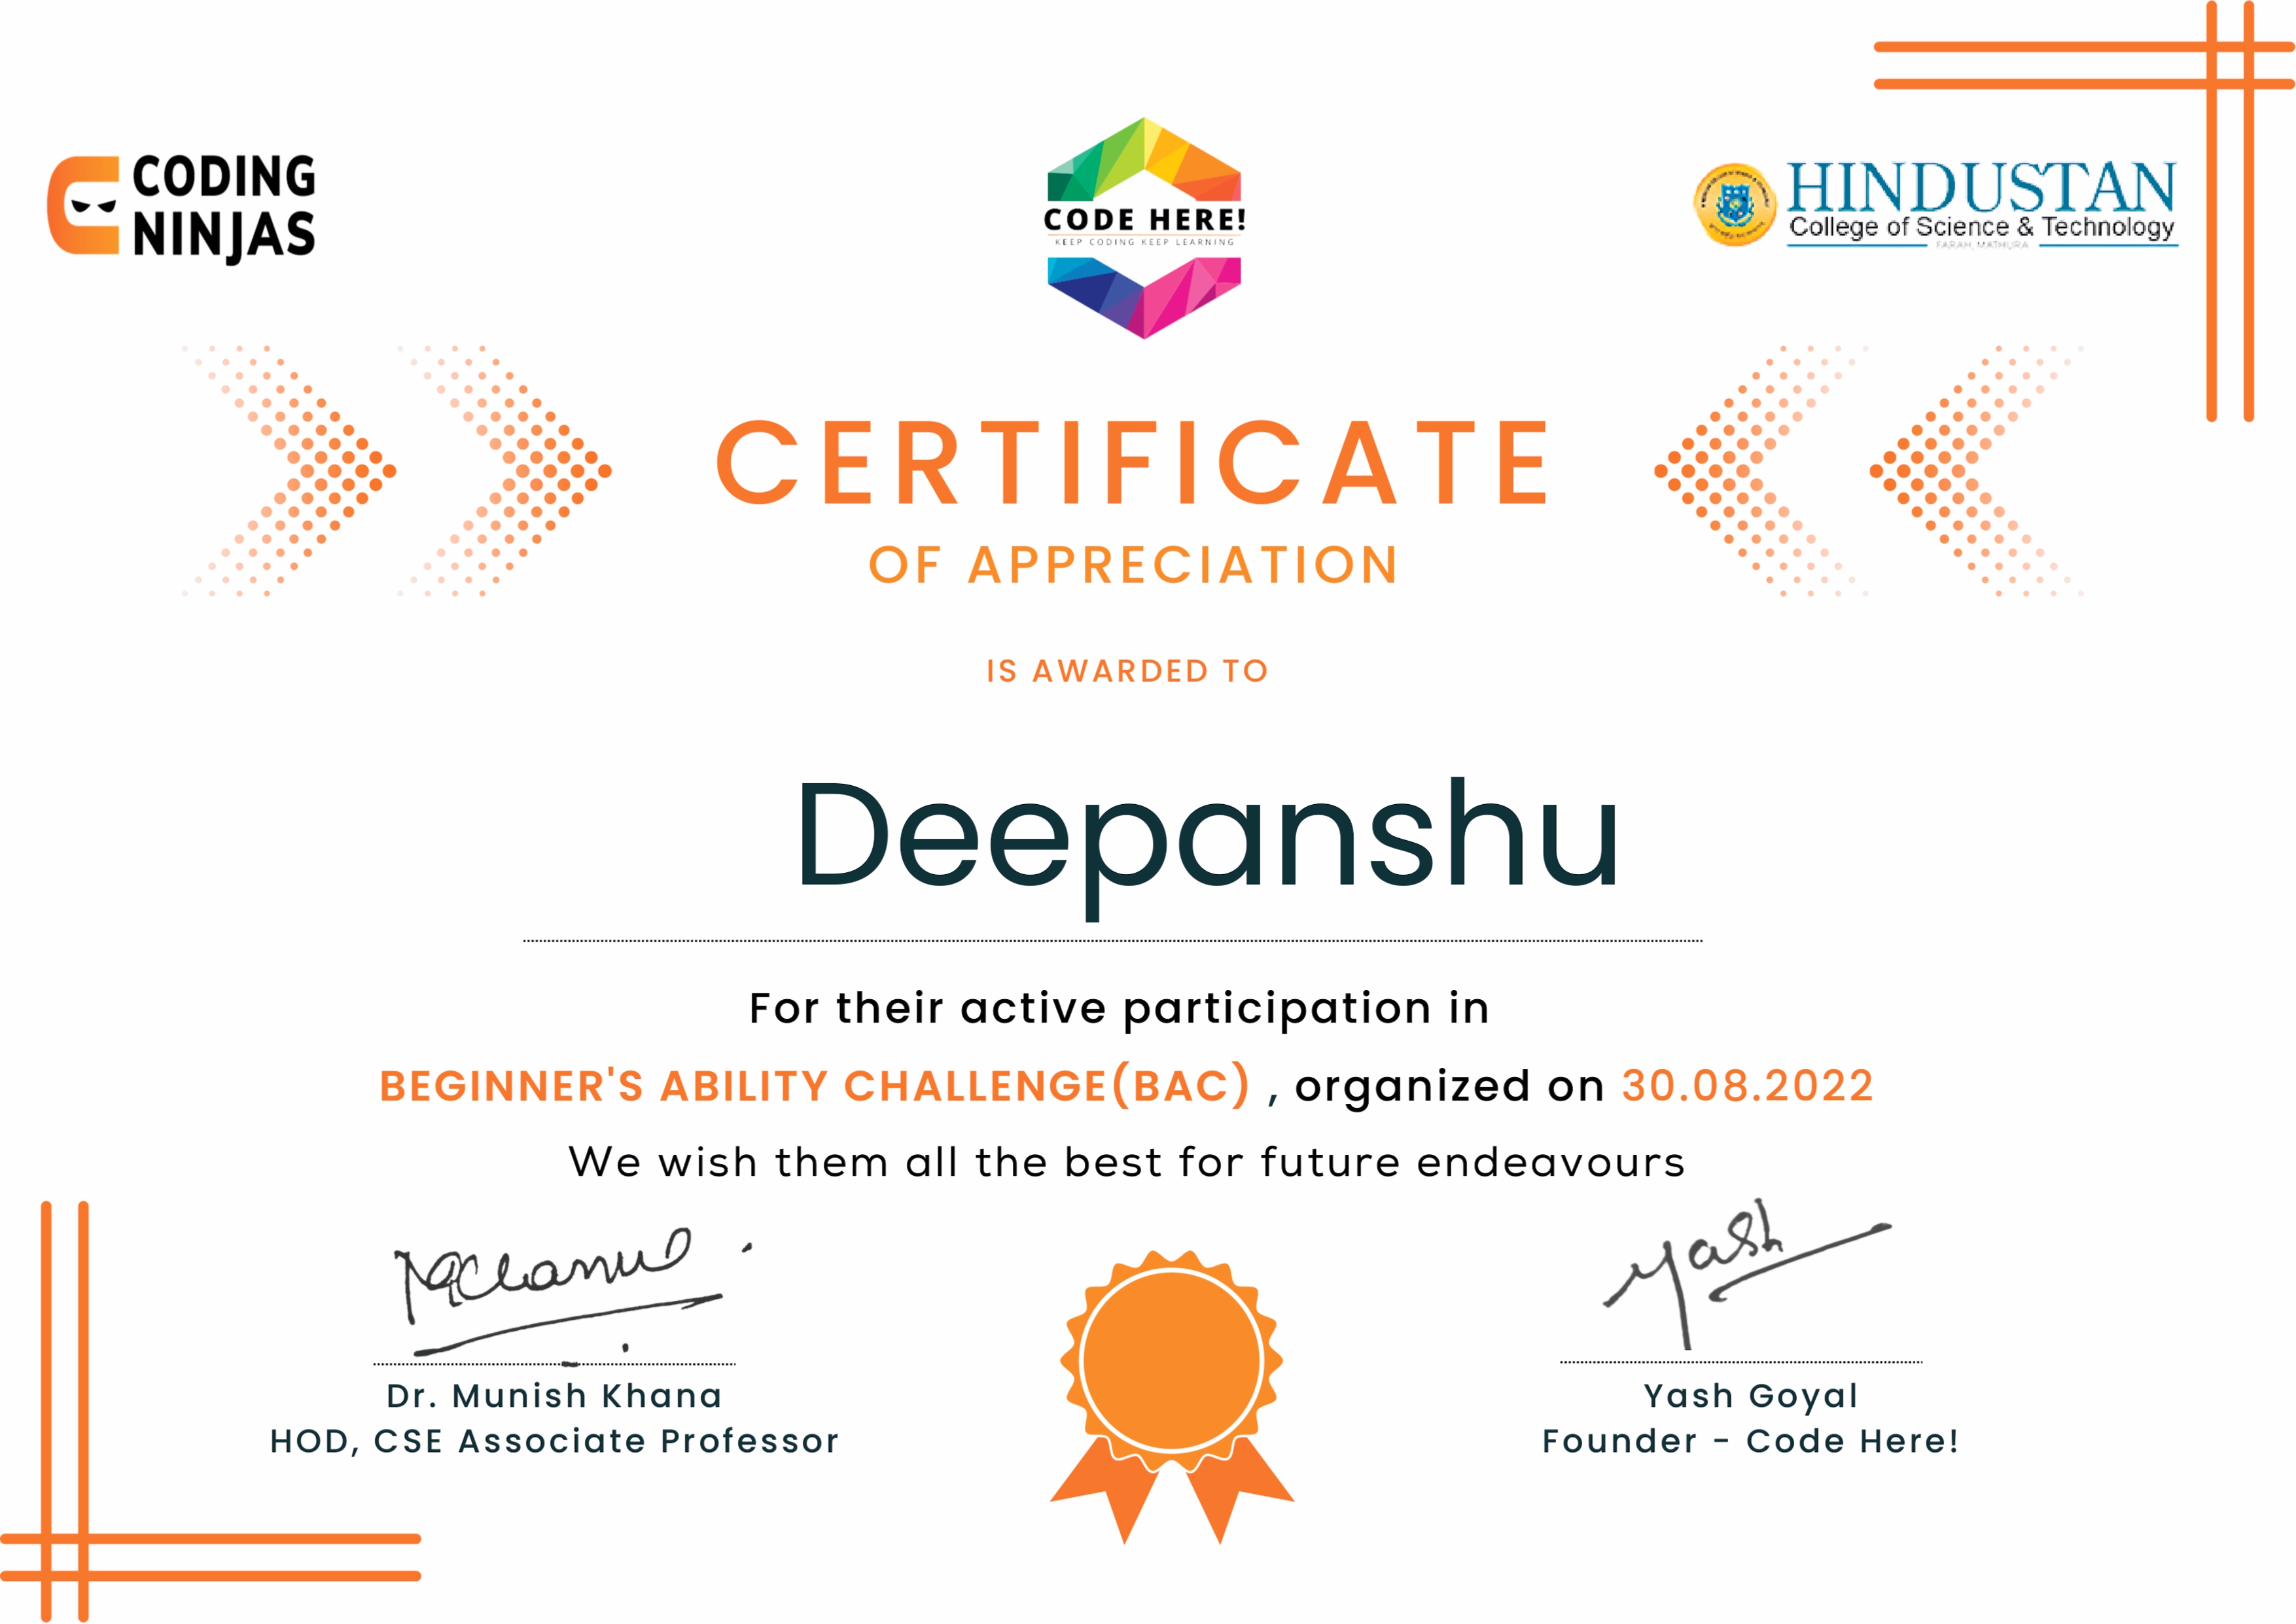 CODING
NINJAS
CODE HERE!
KEEP CODING KEEP LEARNING
HINDUSTAN
College of Science & Technology
FARAH, MATHURA
CERTIFICATE
OF APPRECIATION
IS AWARDED TO
Deepanshu
For their active participation in
BEGINNER'S ABILITY CHALLENGE(BAC) , organized on 30.08.2022
We wish them all the best for future endeavours
Yash
Dr. Munish Khana
HOD, CSE Associate Professor
Yash Goyal
Founder - Code Here!